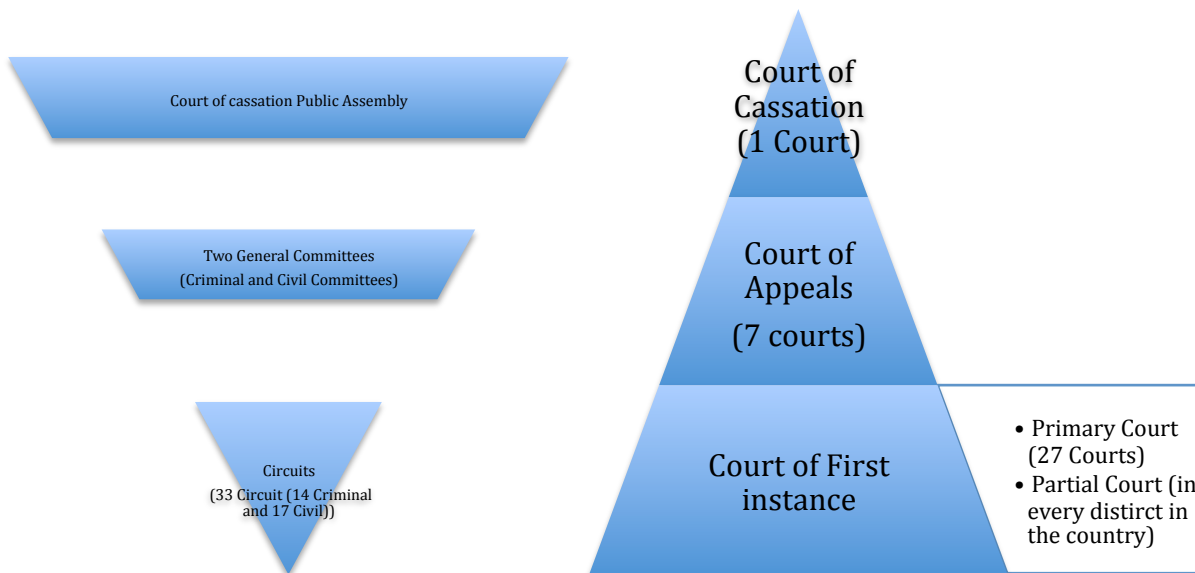 Court of cassation Public Assembly
Two General Committees
(Criminal and Civil Committees)
Circuits
(33 Circuit (14 Criminal
and 17 Civil))
Court of
Cassation
(1 Court)
Court of
Appeals
(7 courts)
Court of First
instance
• Primary Court
(27 Courts)
• Partial Court (in
every distirct in
the country)